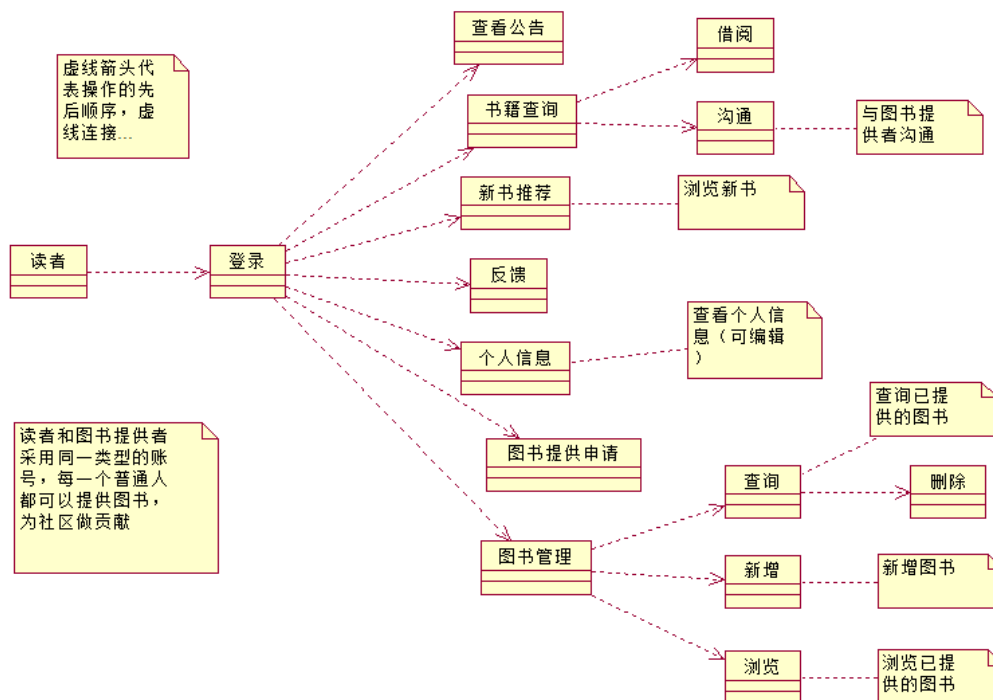 查看公告
借阅
虚线箭头代
表操作的先
后顺序，虚
线连接...
书籍查询
沟通
与图书提
供者沟通
新书推荐
浏览新书
读者
登录
反馈
查看个人信
息（可编辑
）
个人信息
查询已提
供的图书
读者和图书提供者
采用同一类型的账
号，每一个普通人
都可以提供图书，
为社区做贡献
图书提供申请
查询
删除
图书管理
新增
新增图书
浏览
浏览已提
供的图书